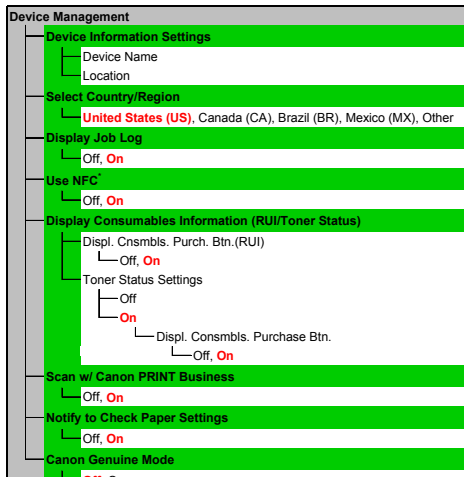 Device Management
Device Information Settings
Device Name
Location
Select Country/Region
United States (US), Canada (CA), Brazil (BR), Mexico (MX), Other
Display Job Log
Off, On
Use NFC*
Off, On
Display Consumables Information (RUI/Toner Status)
Displ. Cnsmbls. Purch. Btn.(RUI)
Off, On
Toner Status Settings
Off
On
Displ. Consmbls. Purchase Btn.
Off, On
Scan w/ Canon PRINT Business
Off, On
Notify to Check Paper Settings
Off, On
Canon Genuine Mode